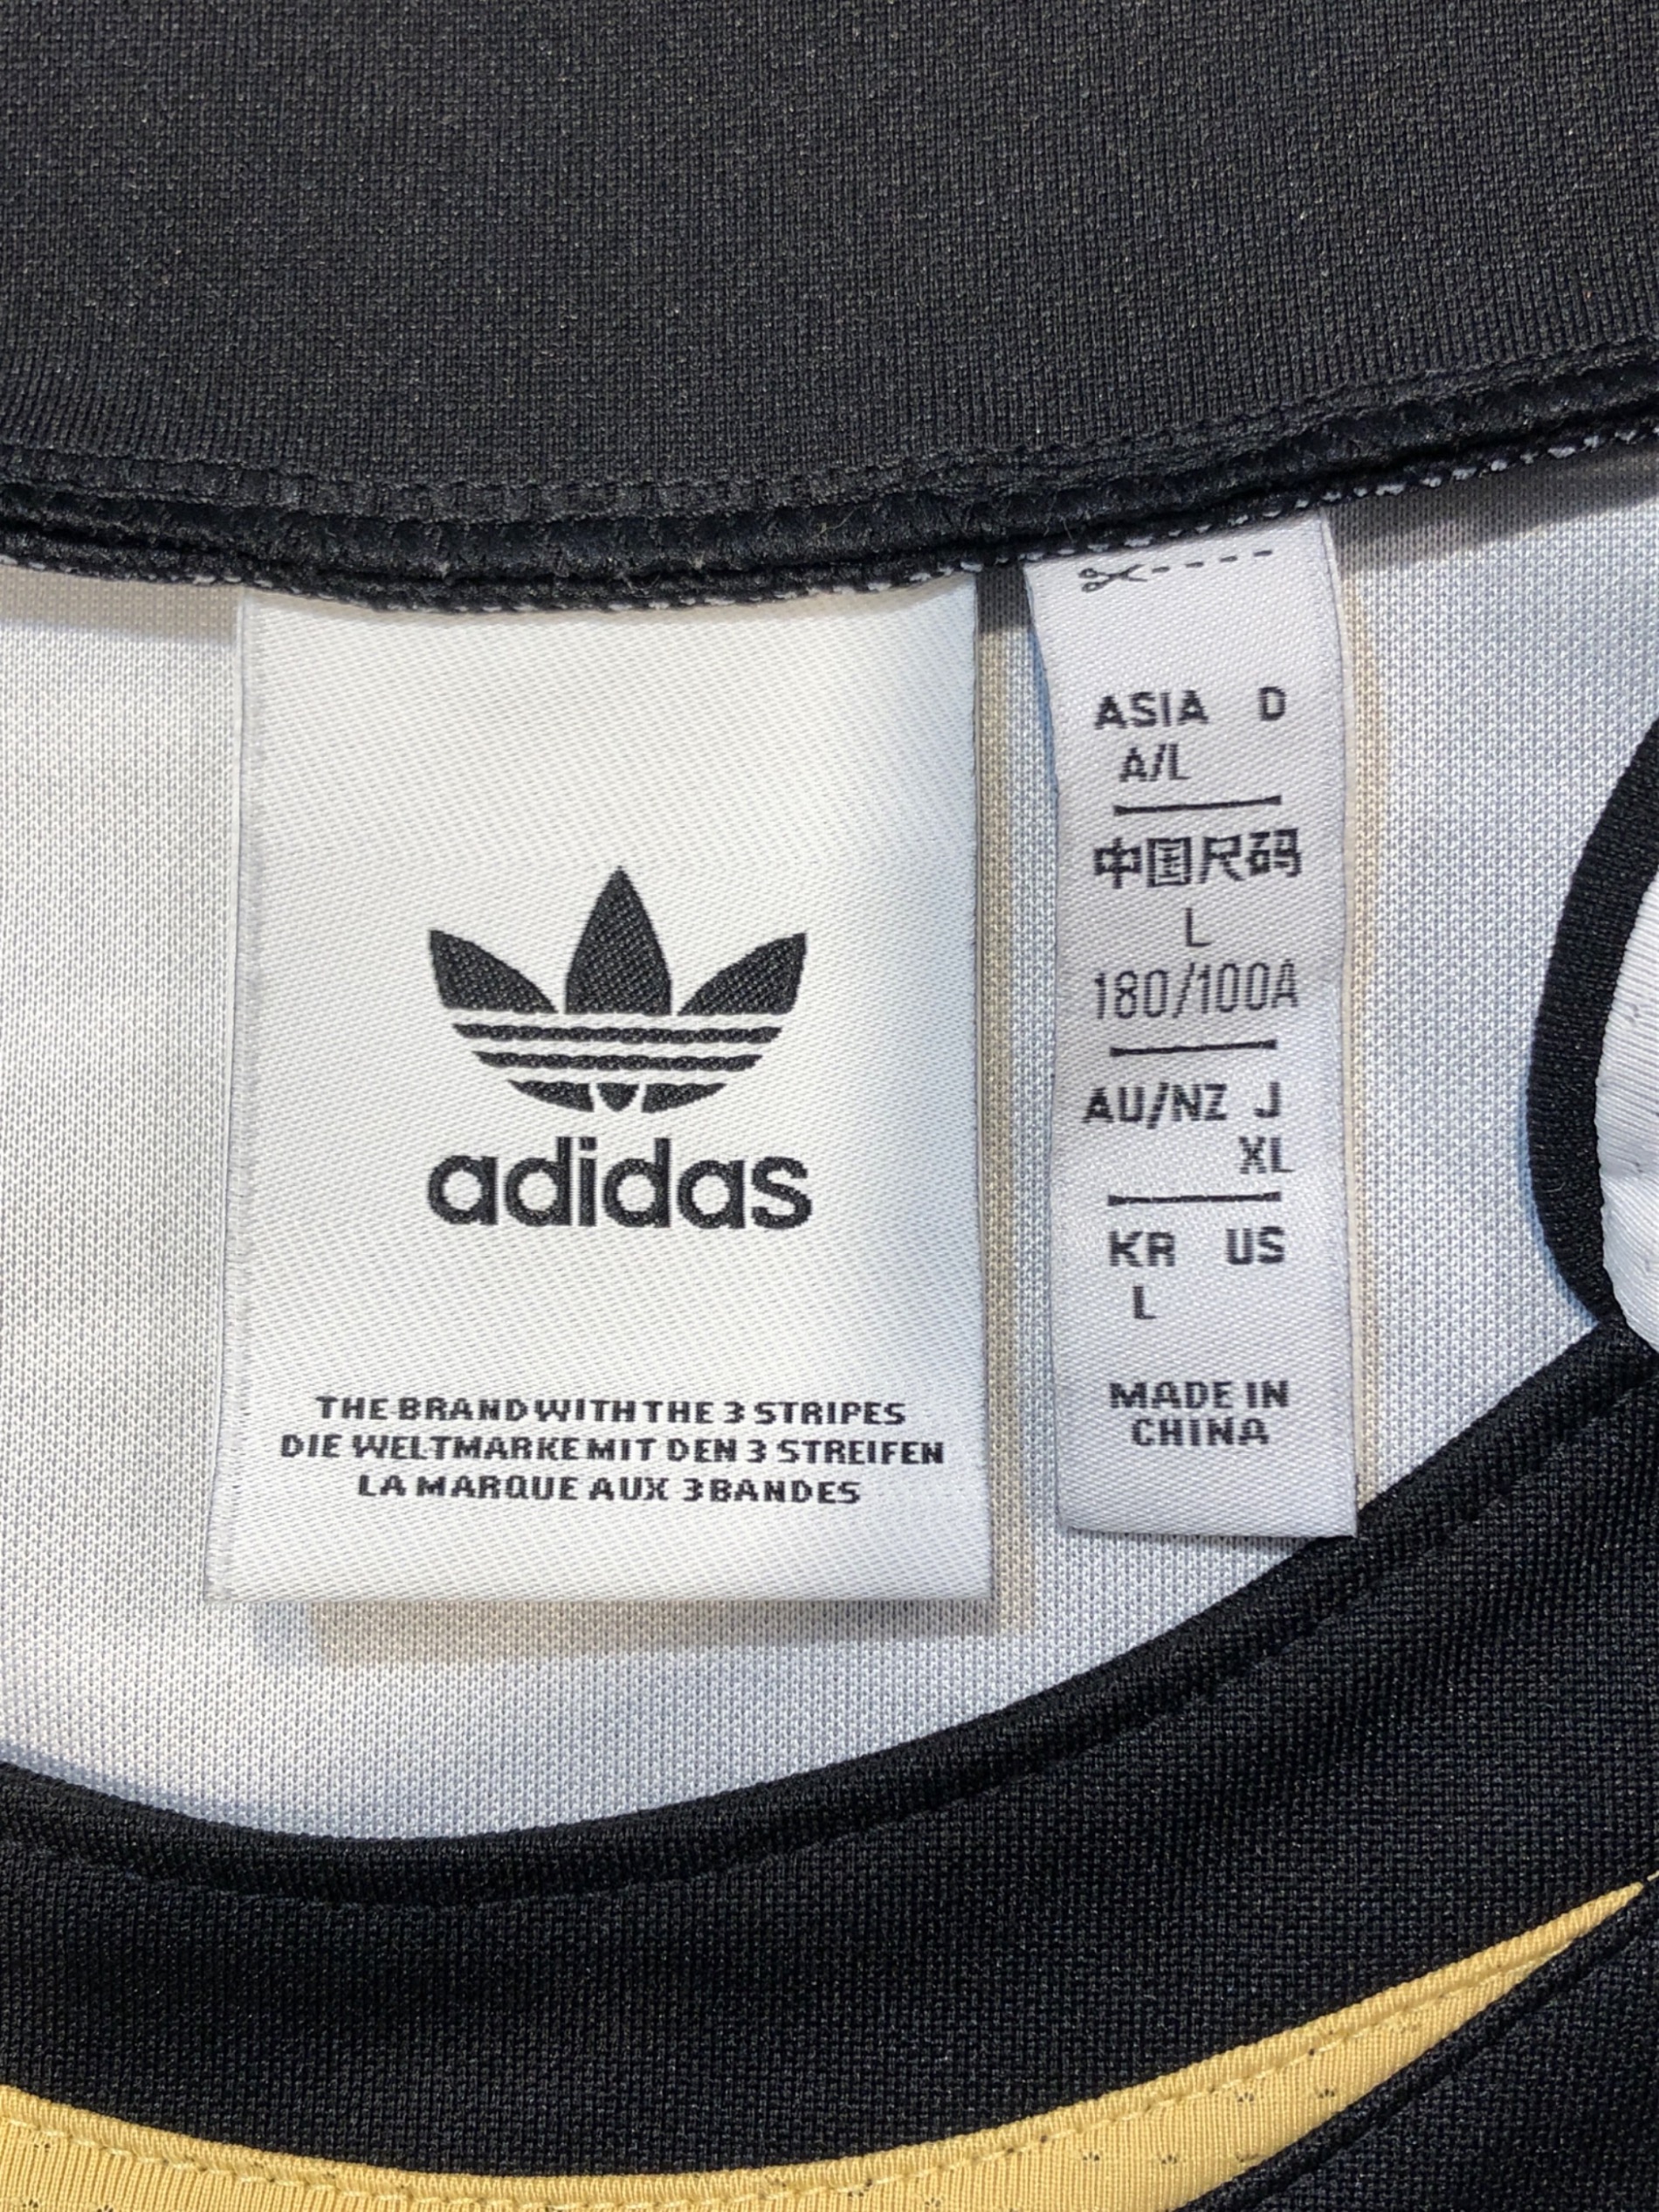 adidas
THE BRAND WITH THE 3 STRIPES
DIE WELTMARKE MIT DEN 3 STREIFEN
LA MARQUE AUX 3 BANDES
ASIA D
A/L
中国尺码
L
180/100A
AU/NZ J
XL
KR US
L
MADE IN
CHINA